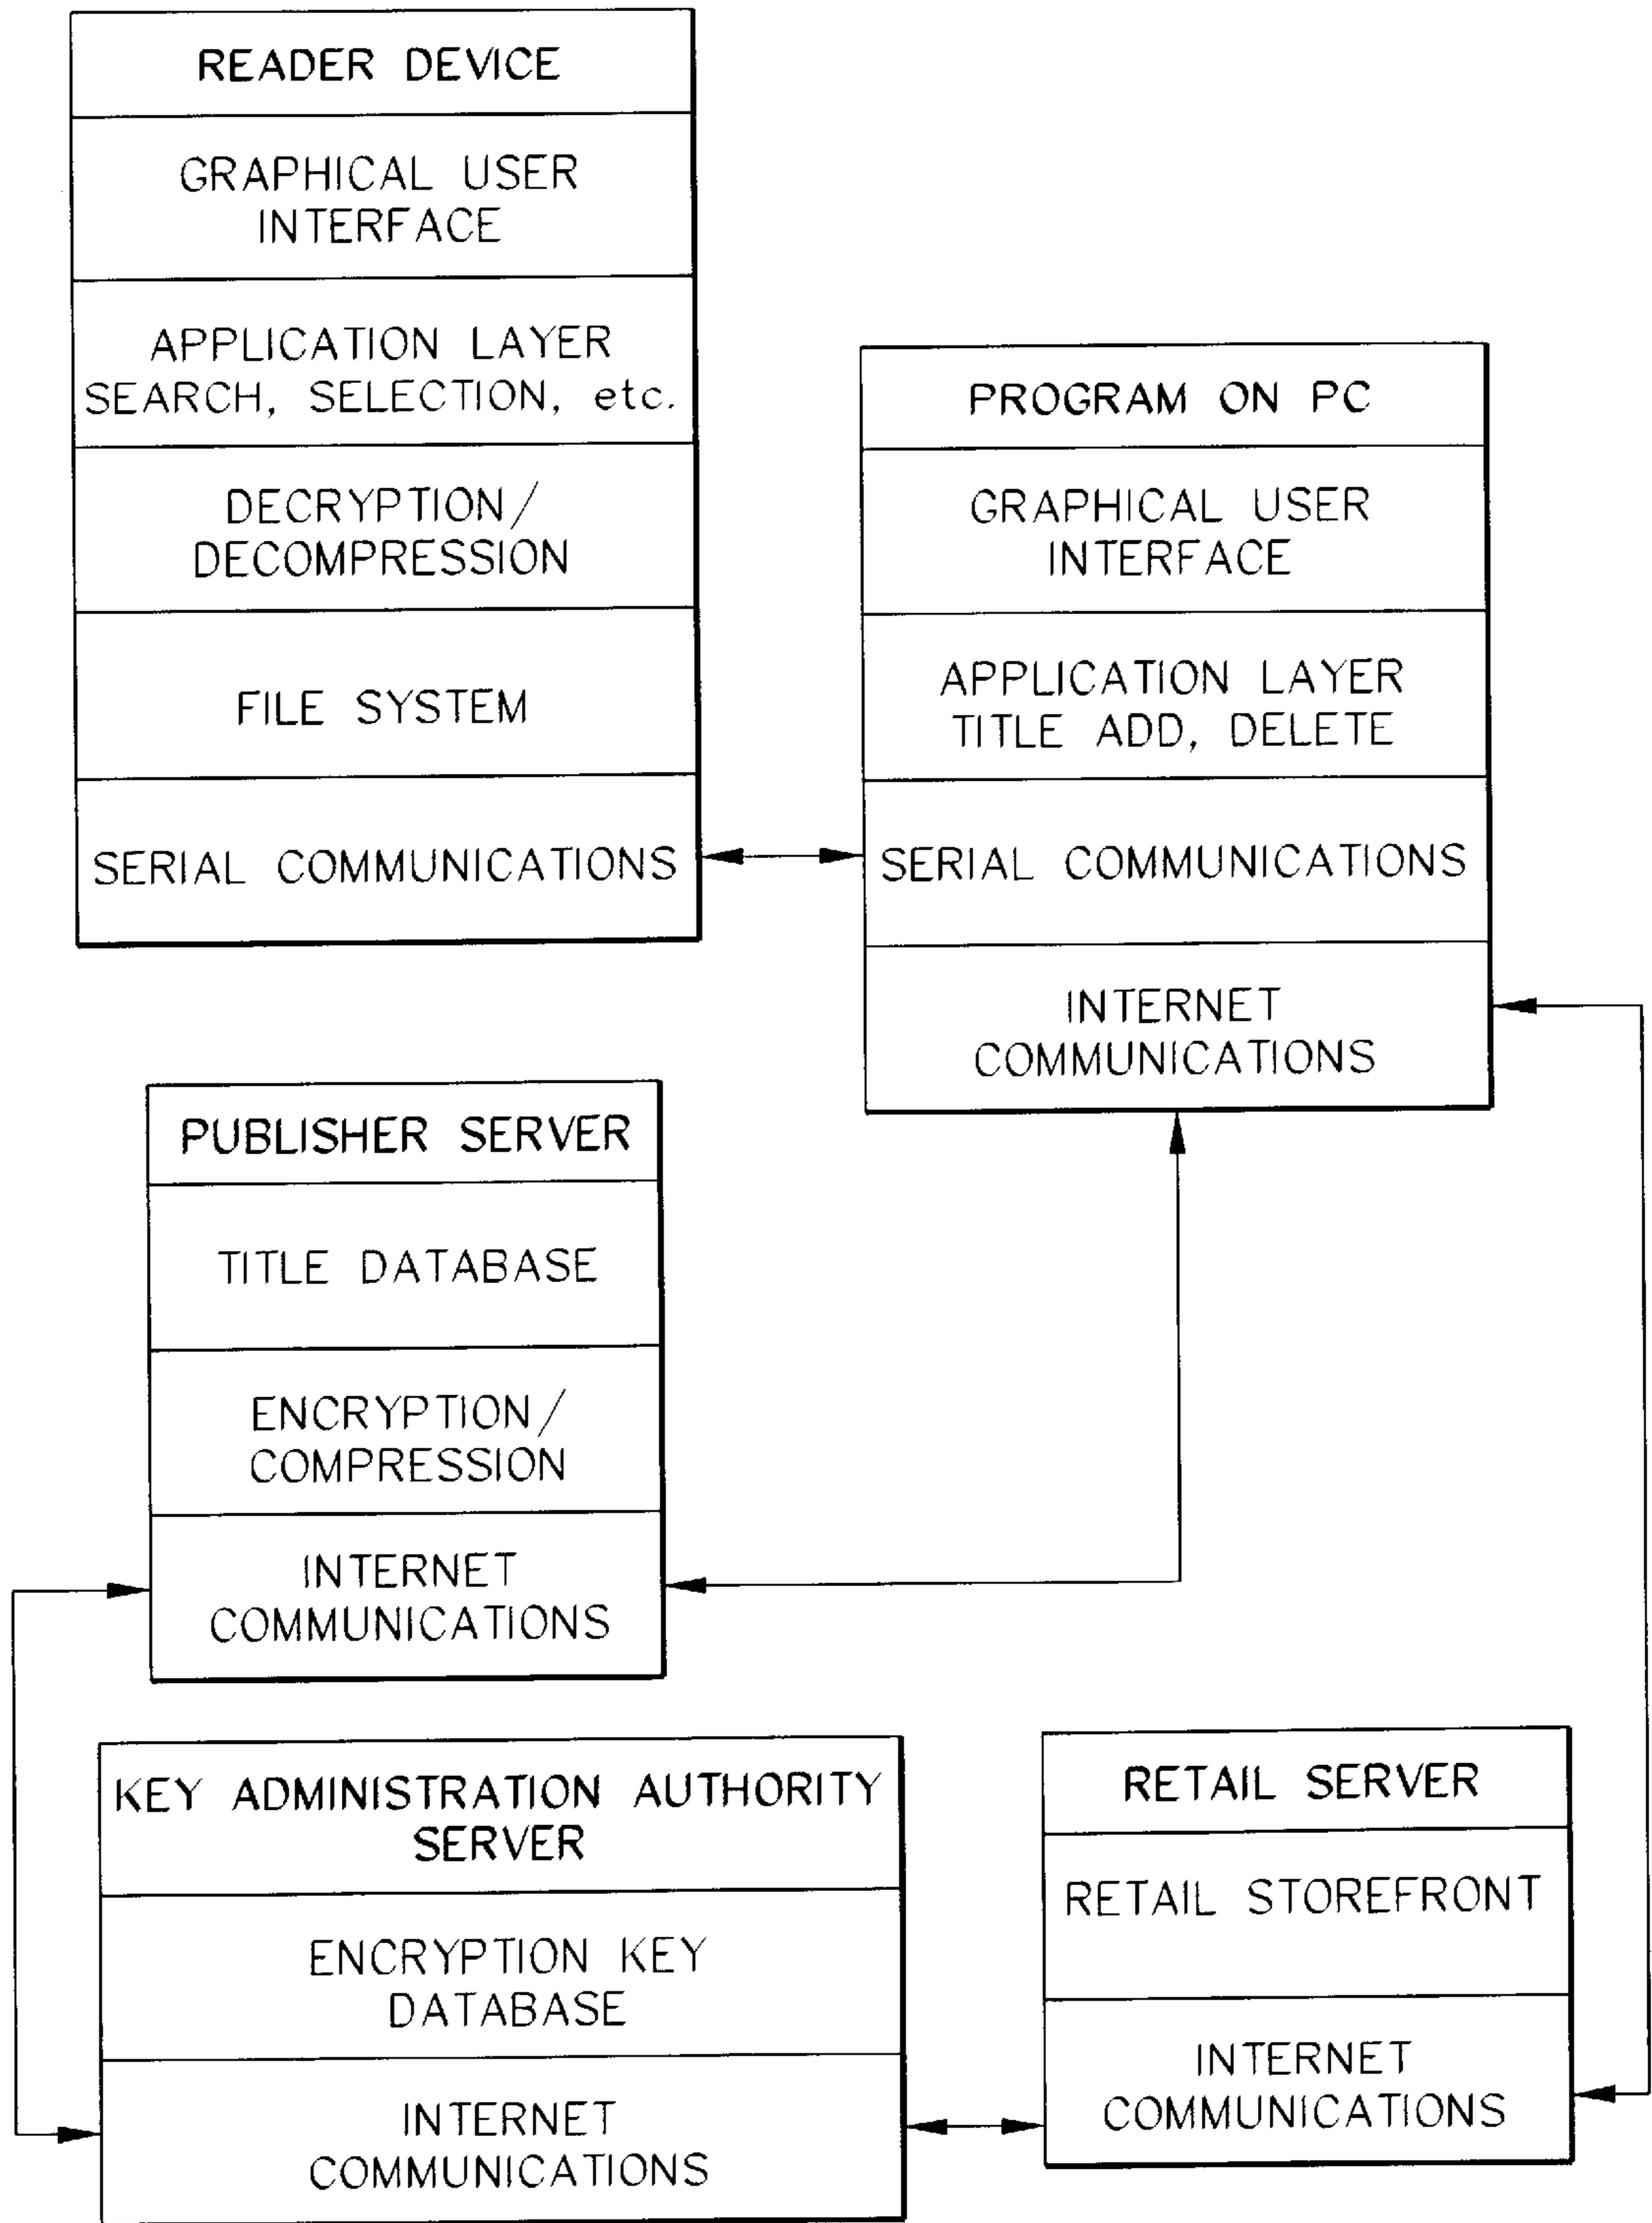 READER DEVICE
GRAPHICAL USER
INTERFACE
APPLICATION LAYER
SEARCH, SELECTION, etc.
DECRYPTION/
DECOMPRESSION
FILE SYSTEM
SERIAL COMMUNICATIONS
PROGRAM ON PC
GRAPHICAL USER
INTERFACE
APPLICATION LAYER
TITLE ADD, DELETE
SERIAL COMMUNICATIONS
INTERNET
COMMUNICATIONS
PUBLISHER SERVER
TITLE DATABASE
ENCRYPTION/
COMPRESSION
INTERNET
COMMUNICATIONS
KEY ADMINISTRATION AUTHORITY
SERVER
ENCRYPTION KEY
DATABASE
INTERNET
COMMUNICATIONS
RETAIL SERVER
RETAIL STOREFRONT
INTERNET
COMMUNICATIONS